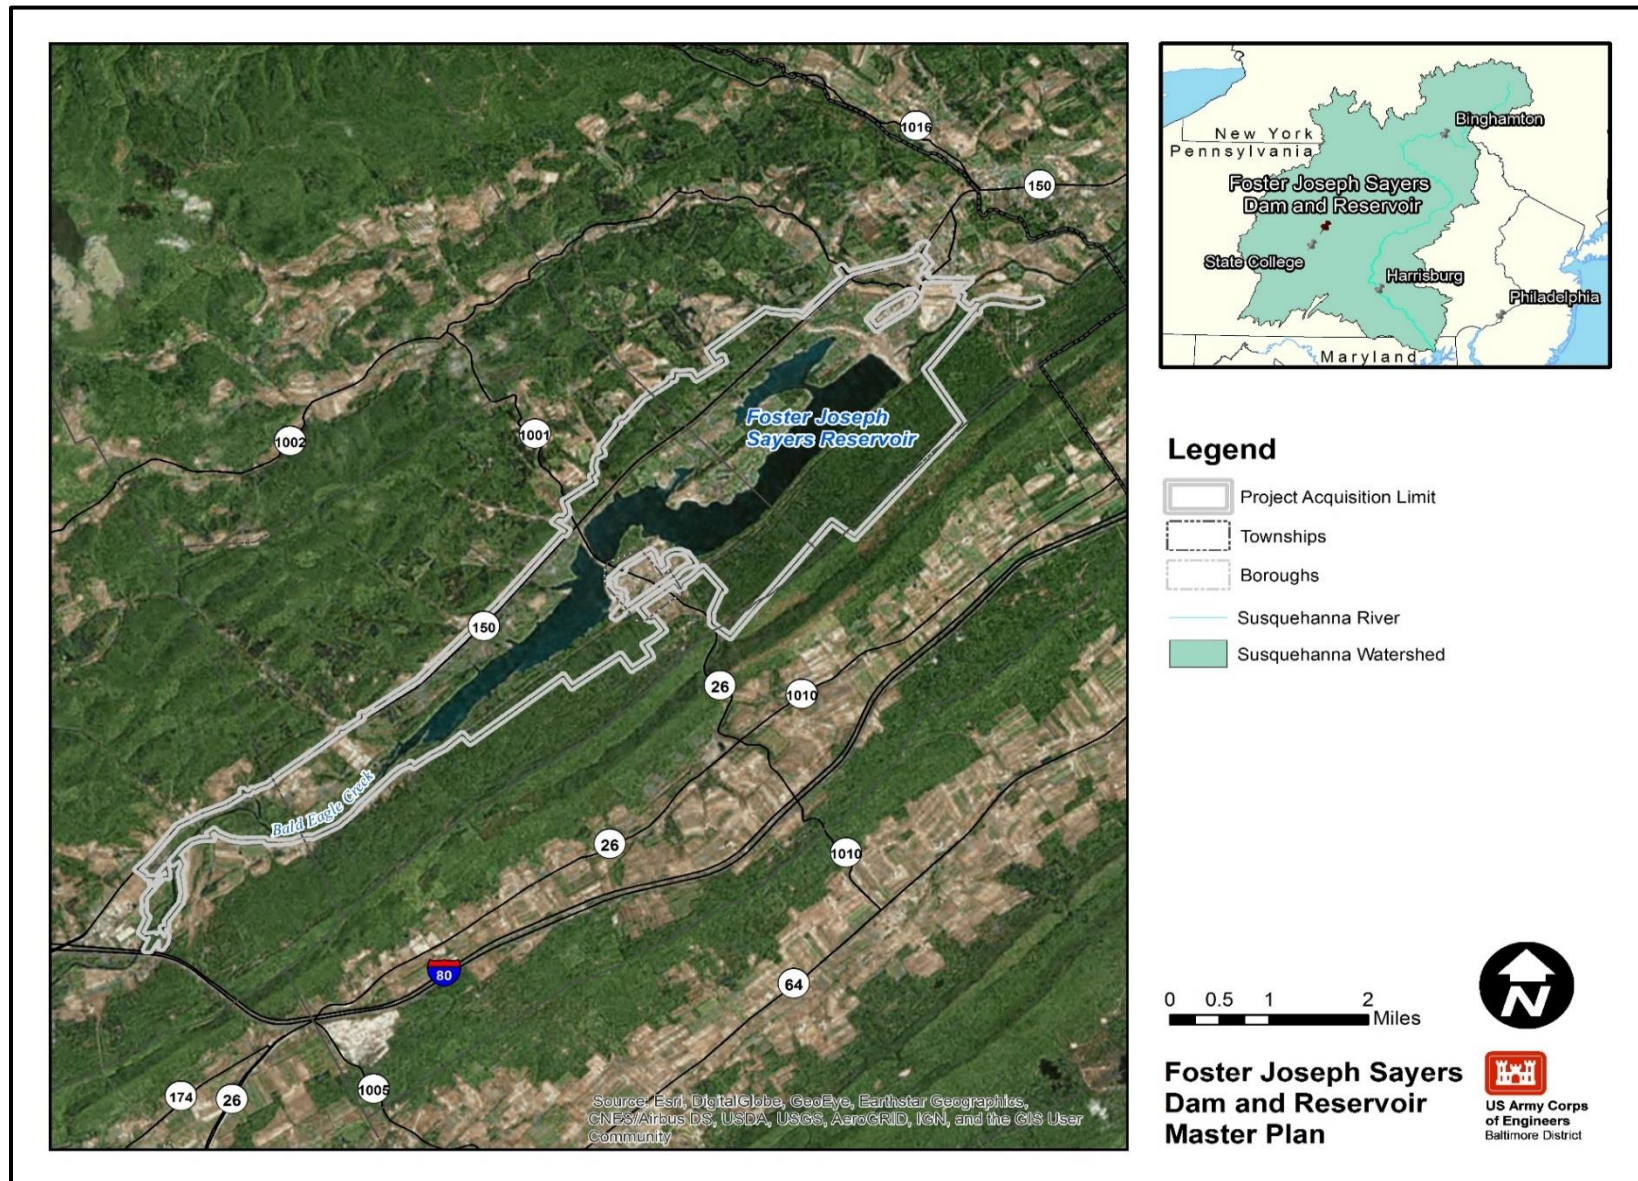 1016
150
Foster Joseph
Sayers Reservoir
1002
1001
150
26
1010
Bald Eagle Creek
26
1010
80
64
174
26
1005
Source: Esri, DigitalGlobe, GeoEye, Earthstar Geographics,
CNES/Airbus DS, USDA, USGS, AeroGRID, IGN, and the GIS User
Community
Binghamton
New York
Pennsylvania
Foster Joseph Sayers
Dam and Reservoir
State College
Harrisburg
Philadelphia
Maryland
Legend
Project Acquisition Limit
Townships
Boroughs
Susquehanna River
Susquehanna Watershed
0 0.5 1 2
Miles
N
Foster Joseph Sayers
Dam and Reservoir
Master Plan
US Army Corps
of Engineers
Baltimore District